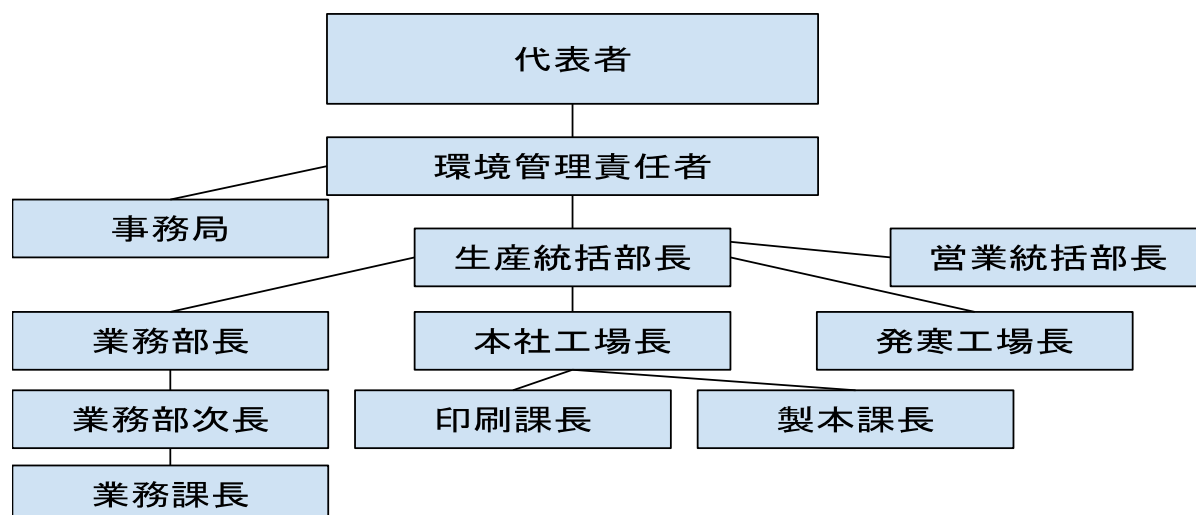 代表者
環境管理責任者
事務局
生産統括部長
営業統括部長
業務部長
本社工場長
発寒工場長
業務部次長
印刷課長
製本課長
業務課長